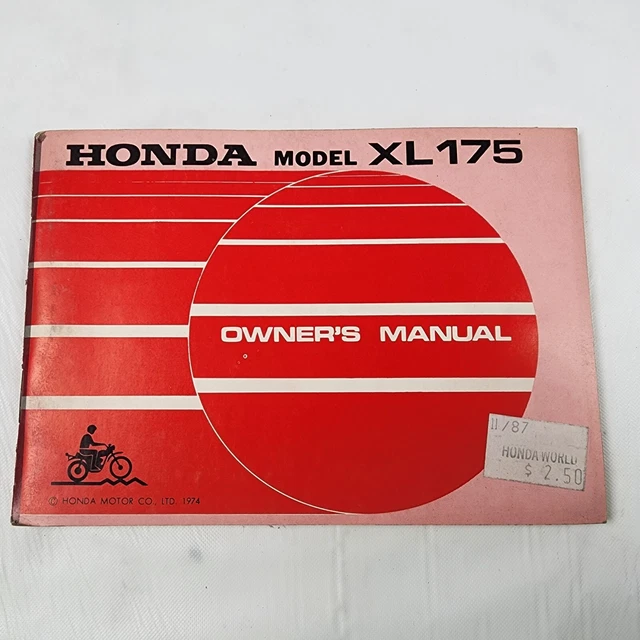 HONDA MODEL XL175
OWNER'S MANUAL
11/87
HONDA WORLD
$ 2.50
© HONDA MOTOR CO., LTD. 1974